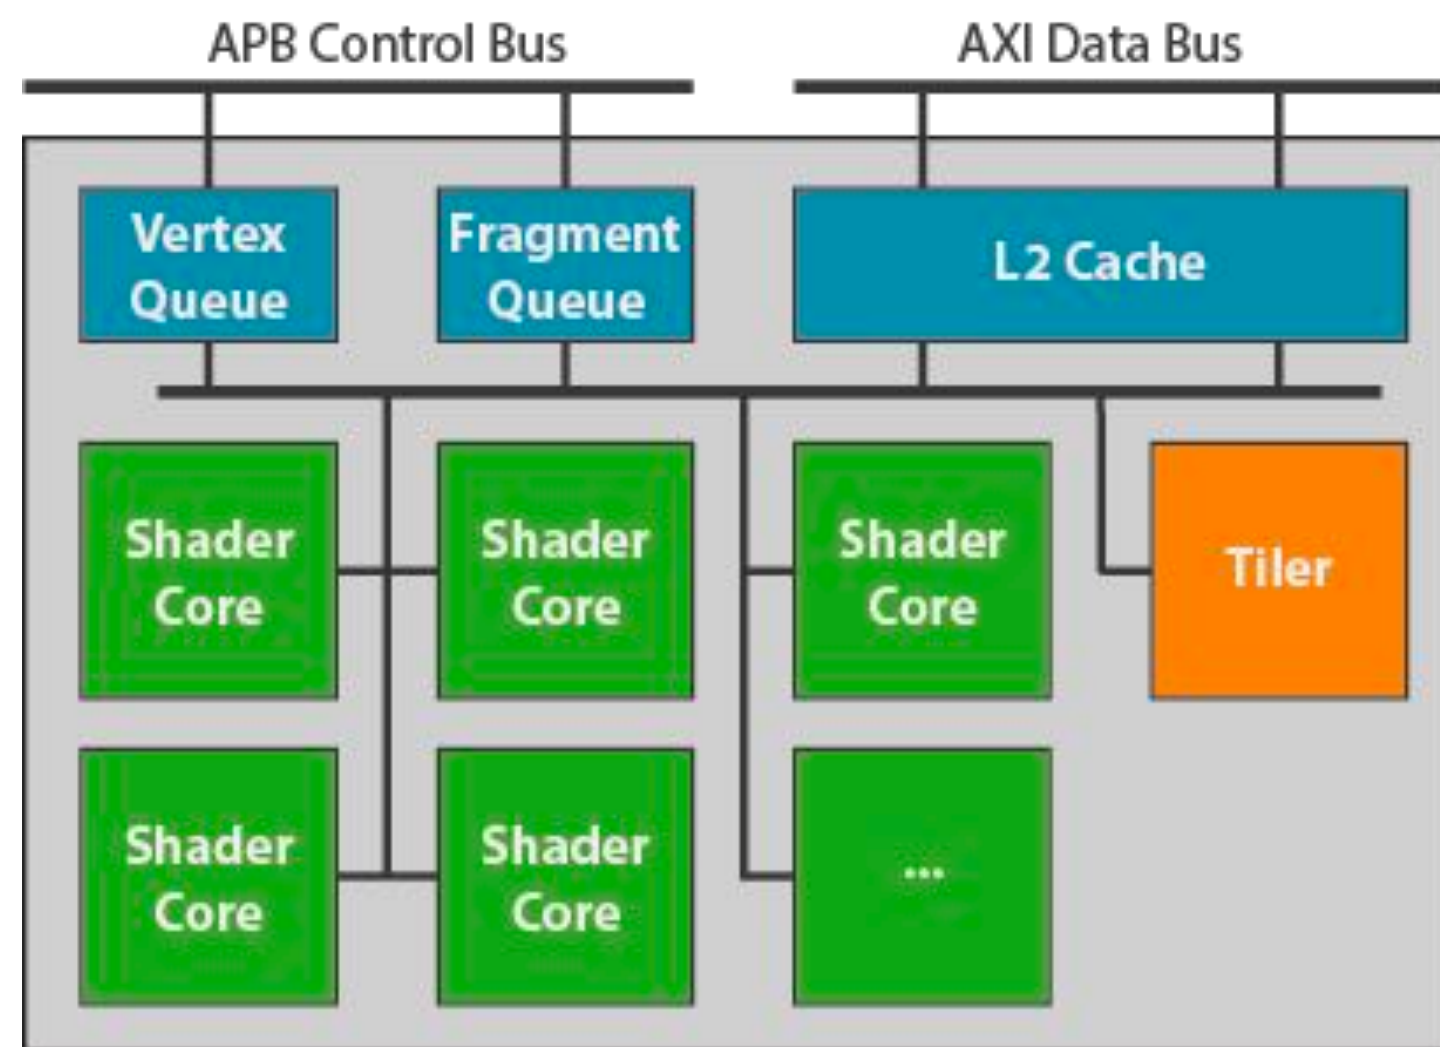 APB Control Bus
AXI Data Bus
Vertex
Queue
Fragment
Queue
L2 Cache
Shader
Core
Shader
Core
Shader
Core
Tiler
Shader
Core
Shader
Core
...